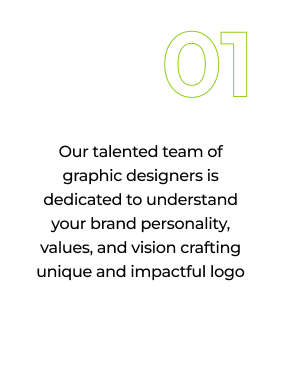 01
Our talented team of
graphic designers is
dedicated to understand
your brand personality,
values, and vision crafting
unique and impactful logo